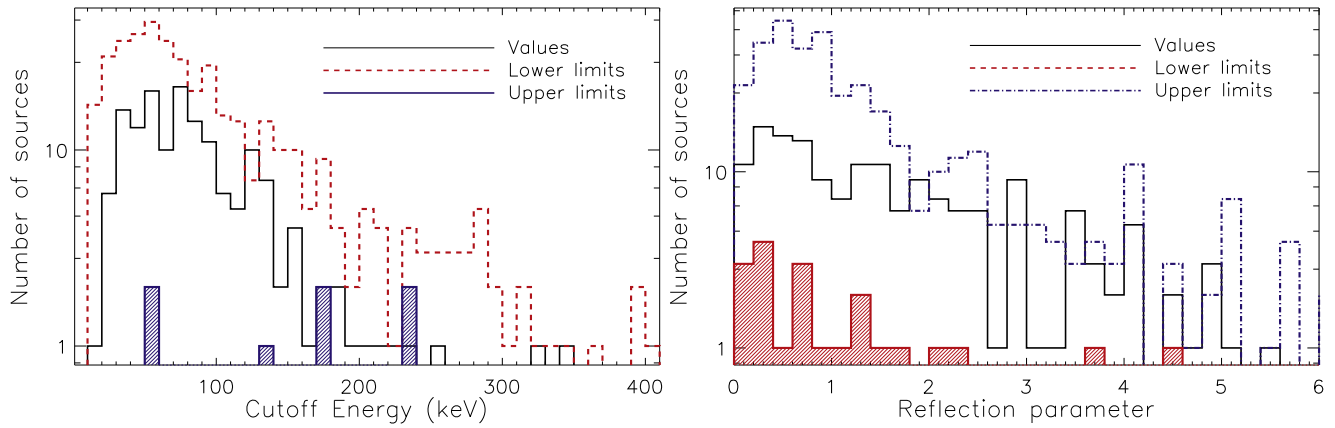 Number of sources
10
1
Values
Lower limits
Upper limits
100
200
300
400
Cutoff Energy (keV)
Number of sources
10
1
Values
Lower limits
Upper limits
0
1
2
3
4
5
6
Reflection parameter